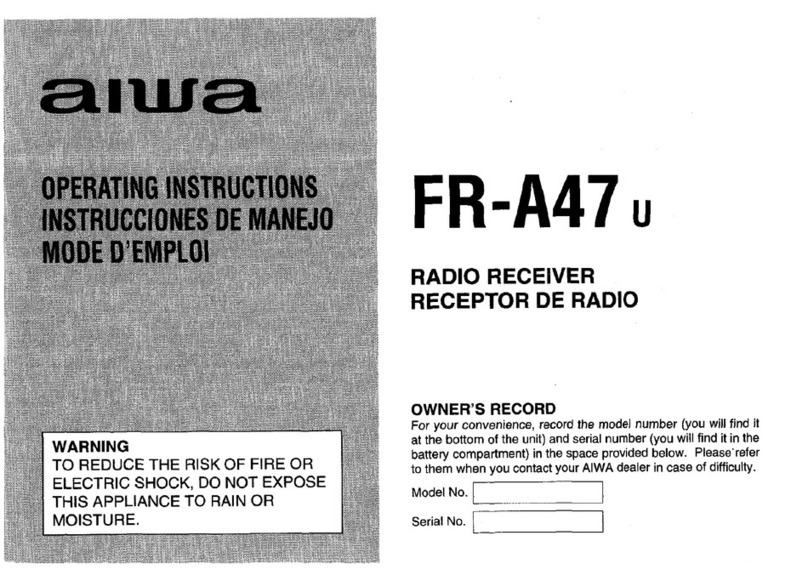 aiwa
OPERATING INSTRUCTIONS
INSTRUCCIONES DE MANEJO
MODE D'EMPLOI
WARNING
TO REDUCE THE RISK OF FIRE OR
ELECTRIC SHOCK, DO NOT EXPOSE
THIS APPLIANCE TO RAIN OR
MOISTURE.
FR-A47 U
RADIO RECEIVER
RECEPTOR DE RADIO
OWNER'S RECORD
For your convenience, record the model number (you will find it
at the bottom of the unit) and serial number (you will find it in the
battery compartment) in the space provided below. Please refer
to them when you contact your AIWA dealer in case of difficulty.
Model No.
Serial No.